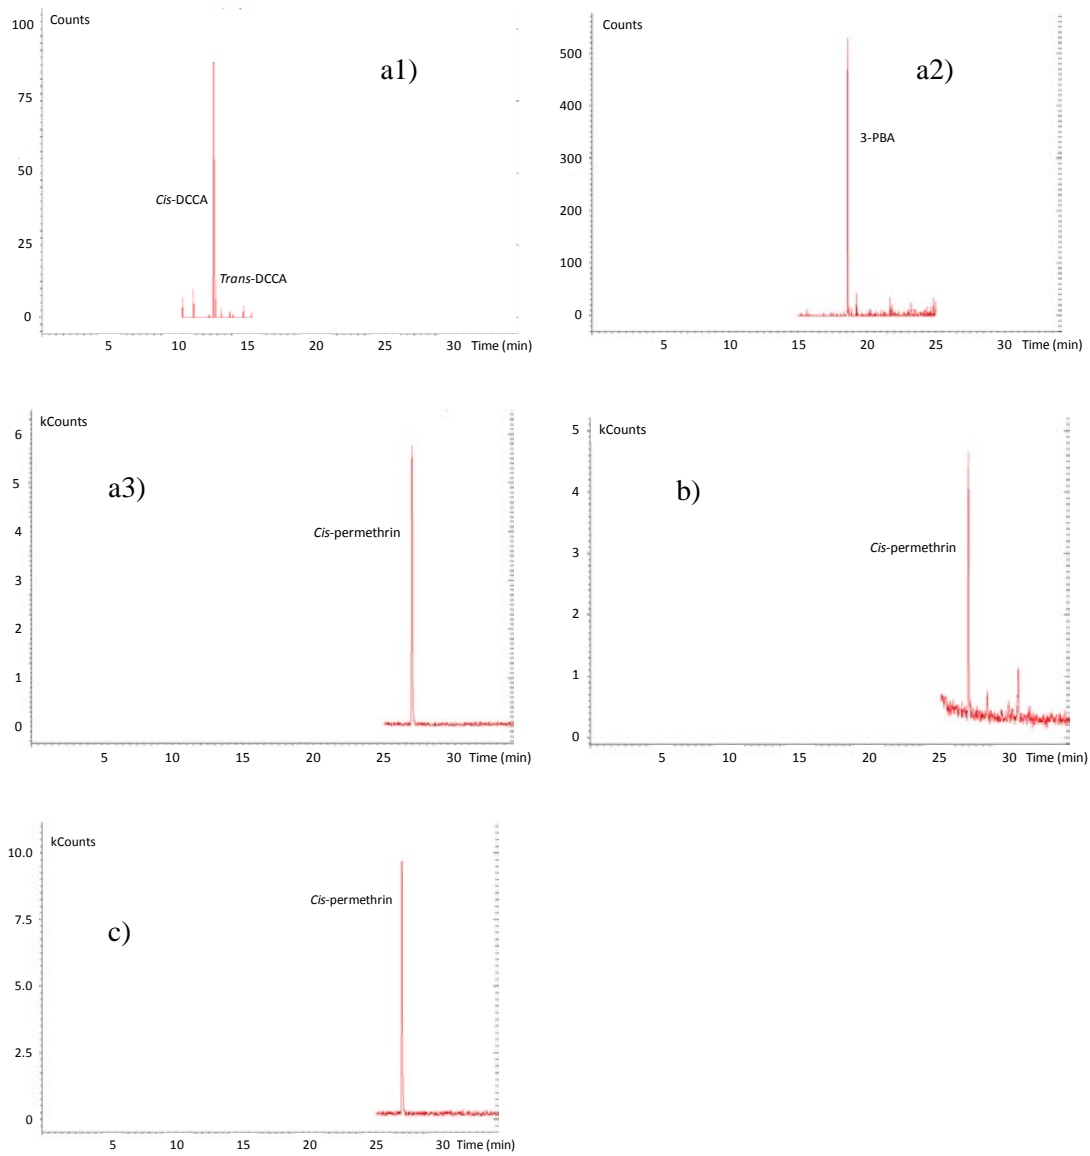 Counts
a1)
100
75
50
25
0
Cis-DCCA
Trans-DCCA
5 10 15 20 25 30 Time (min)
Counts
a2)
500
400
300
200
100
0
3-PBA
5 10 15 20 25 30 Time (min)
kCounts
a3)
6
5
4
3
2
1
0
Cis-permethrin
5 10 15 20 25 30 Time (min)
kCounts
b)
5
4
3
2
1
0
Cis-permethrin
5 10 15 20 25 30 Time (min)
kCounts
c)
10.0
7.5
5.0
2.5
0
Cis-permethrin
5 10 15 20 25 30 Time (min)